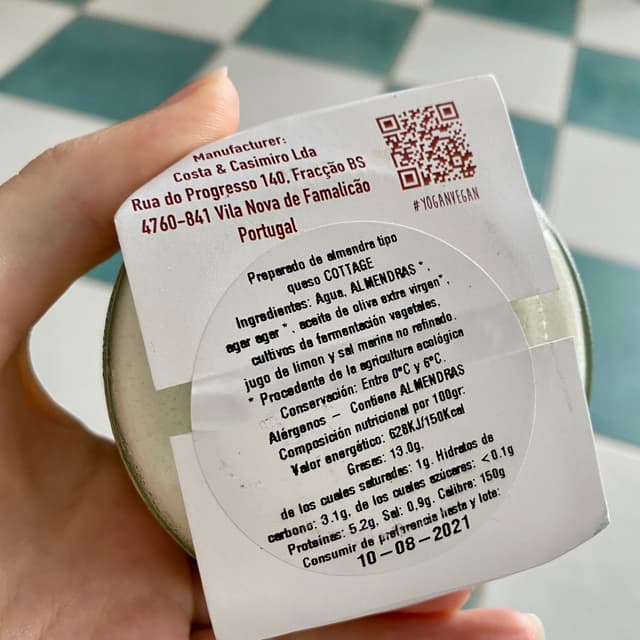 Manufacturer:
Costa & Casimiro Lda
Rua do Progresso 140, Fracção BS
4760-841 Vila Nova de Famalicão
Portugal
#YOGANVEGAN
Preparado de almendra tipo
queso COTTAGE
Ingredientes: Agua, ALMENDRAS*,
agar agar*, aceite de oliva extra virgen*,
cultivos de fermentación vegetales,
jugo de limon y sal marina no refinado.
* Procedante de la agricultura ecológica
Conservación: Entre 0ºC y 6ºC.
Alérgenos - Contiene ALMENDRAS
Composición nutricional por 100gr:
Valor energético: 628KJ/150Kcal
Grasas: 13.0g,
de los cuales saturadas: 1g. Hidratos de
carbono: 3.1g, de los cuales azúcares: <0.1g
Proteínas: 5.2g, Sal: 0,9g. Calibre: 150g
Consumir de preferencia hasta y lote:
10-08-2021